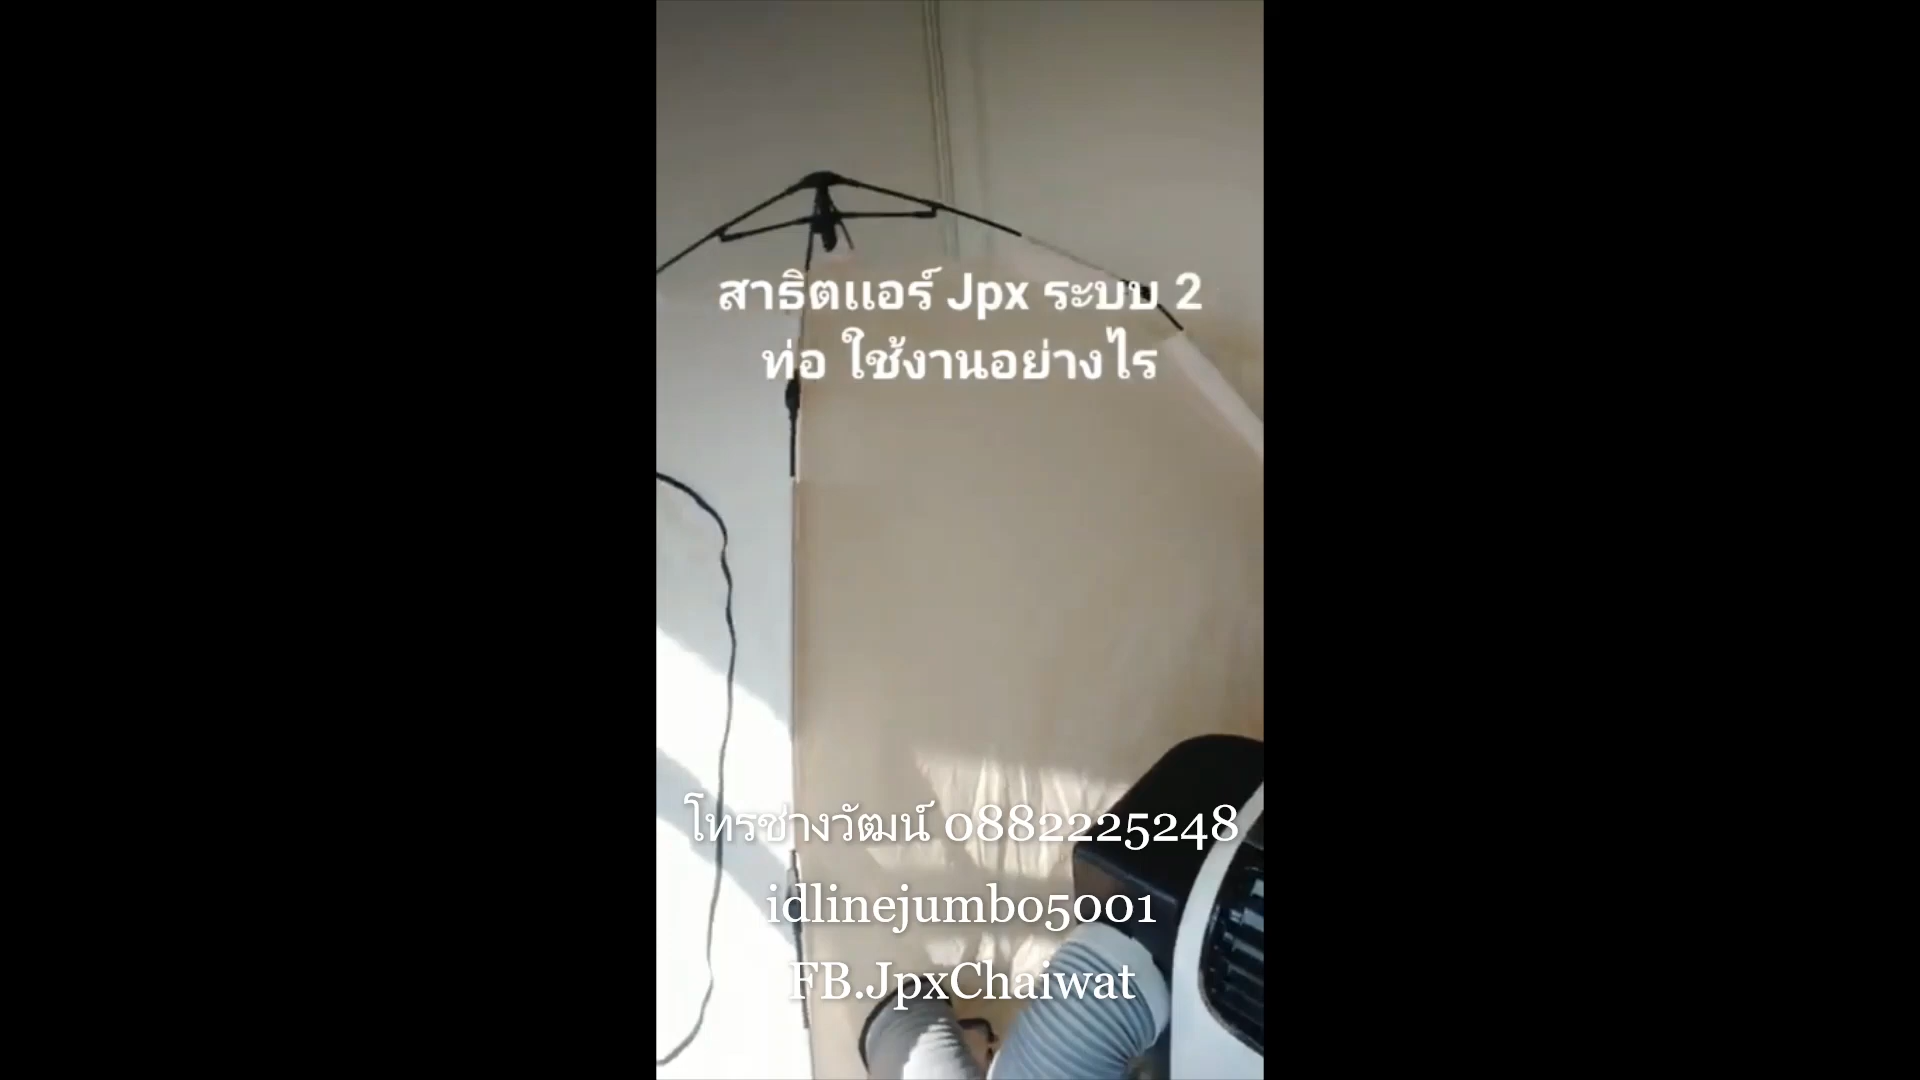 สาธิตแอร์ Jpx ระบบ 2
ท่อ ใช้งานอย่างไร
โทรช่างวัฒน์ 0882225248
idlinejumbo5001
FB.JpxChaiwat